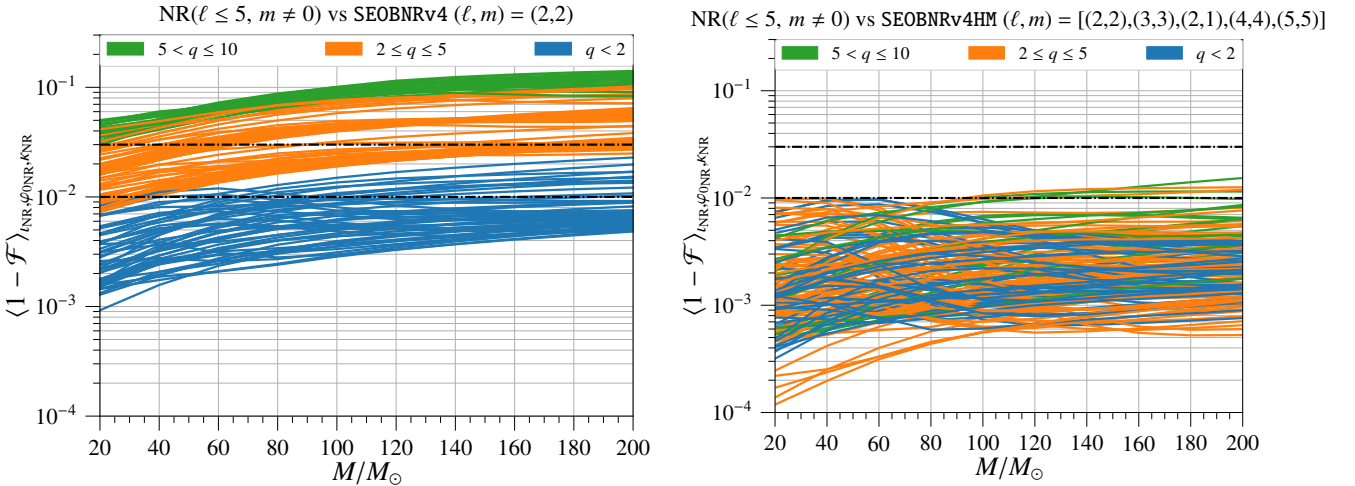 NR(ℓ ≤ 5, m ≠ 0) vs SEOBNRv4 (ℓ, m) = (2,2)
5 < q ≤ 10
2 ≤ q ≤ 5
q < 2
10⁻¹
10⁻²
10⁻³
10⁻⁴
⟨1 − ℱ⟩ tNR,φ0NR,κNR
20 40 60 80 100 120 140 160 180 200
M/M⊙
NR(ℓ ≤ 5, m ≠ 0) vs SEOBNRv4HM (ℓ, m) = [(2,2),(3,3),(2,1),(4,4),(5,5)]
5 < q ≤ 10
2 ≤ q ≤ 5
q < 2
10⁻¹
10⁻²
10⁻³
10⁻⁴
⟨1 − ℱ⟩ tNR,φ0NR,κNR
20 40 60 80 100 120 140 160 180 200
M/M⊙